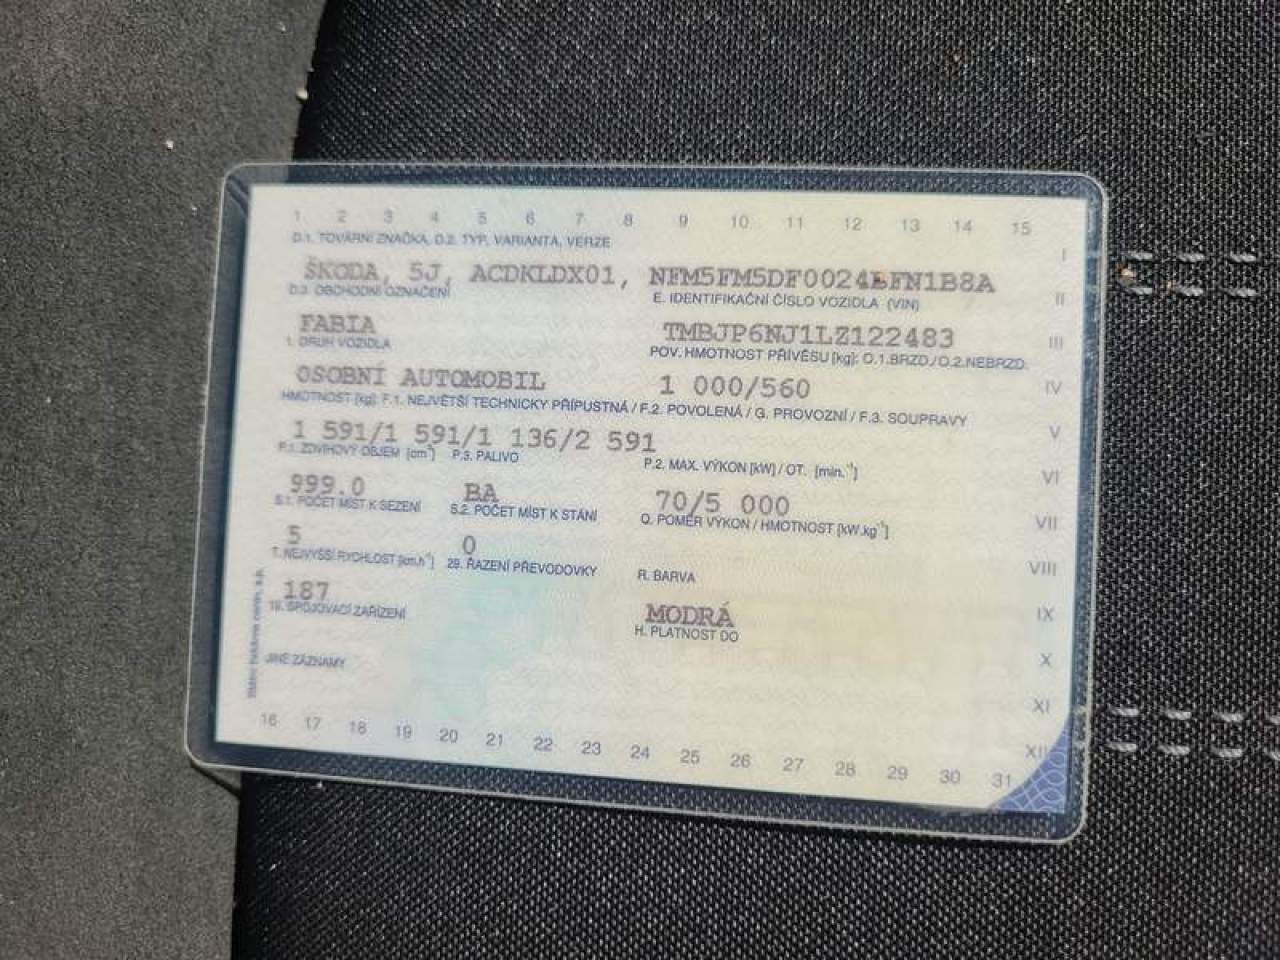 1 2 3 4 5 6 7 8 9 10 11 12 13 14 15
D.1. TOVÁRNÍ ZNAČKA, D.2. TYP, VARIANTA, VERZE
I
ŠKODA, 5J, ACDKLDX01, NFM5FM5DF0024BFN1B8A
D.3. OBCHODNÍ OZNAČENÍ E. IDENTIFIKAČNÍ ČÍSLO VOZIDLA (VIN) II
FABIA TMBJP6NJ1LZ122483 III
1. DRUH VOZIDLA POV. HMOTNOST PŘÍVĚSU [kg]: O.1.BRZD./O.2.NEBRZD.
OSOBNÍ AUTOMOBIL 1 000/560 IV
HMOTNOST [kg]: F.1. NEJVĚTŠÍ TECHNICKY PŘÍPUSTNÁ / F.2. POVOLENÁ / G. PROVOZNÍ / F.3. SOUPRAVY
1 591/1 591/1 136/2 591 V
P.1. ZDVIHOVÝ OBJEM [cm³] P.3. PALIVO P.2. MAX. VÝKON [kW] / OT. [min.⁻¹] VI
999.0 BA 70/5 000
S.1. POČET MÍST K SEZENÍ S.2. POČET MÍST K STÁNÍ Q. POMĚR VÝKON / HMOTNOST [kW.kg⁻¹] VII
5 0
T. NEJVYŠŠÍ RYCHLOST [km.h⁻¹] 29. ŘAZENÍ PŘEVODOVKY R. BARVA VIII
187 MODRÁ IX
19. SPOJOVACÍ ZAŘÍZENÍ H. PLATNOST DO
JINÉ ZÁZNAMY X
XI
16 17 18 19 20 21 22 23 24 25 26 27 28 29 30 31 XII